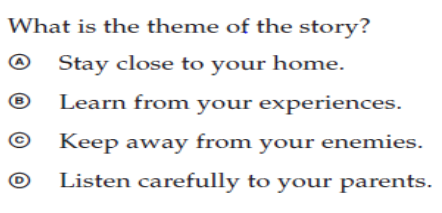 What is the theme of the story?
Ⓐ Stay close to your home.
Ⓑ Learn from your experiences.
Ⓒ Keep away from your enemies.
Ⓓ Listen carefully to your parents.